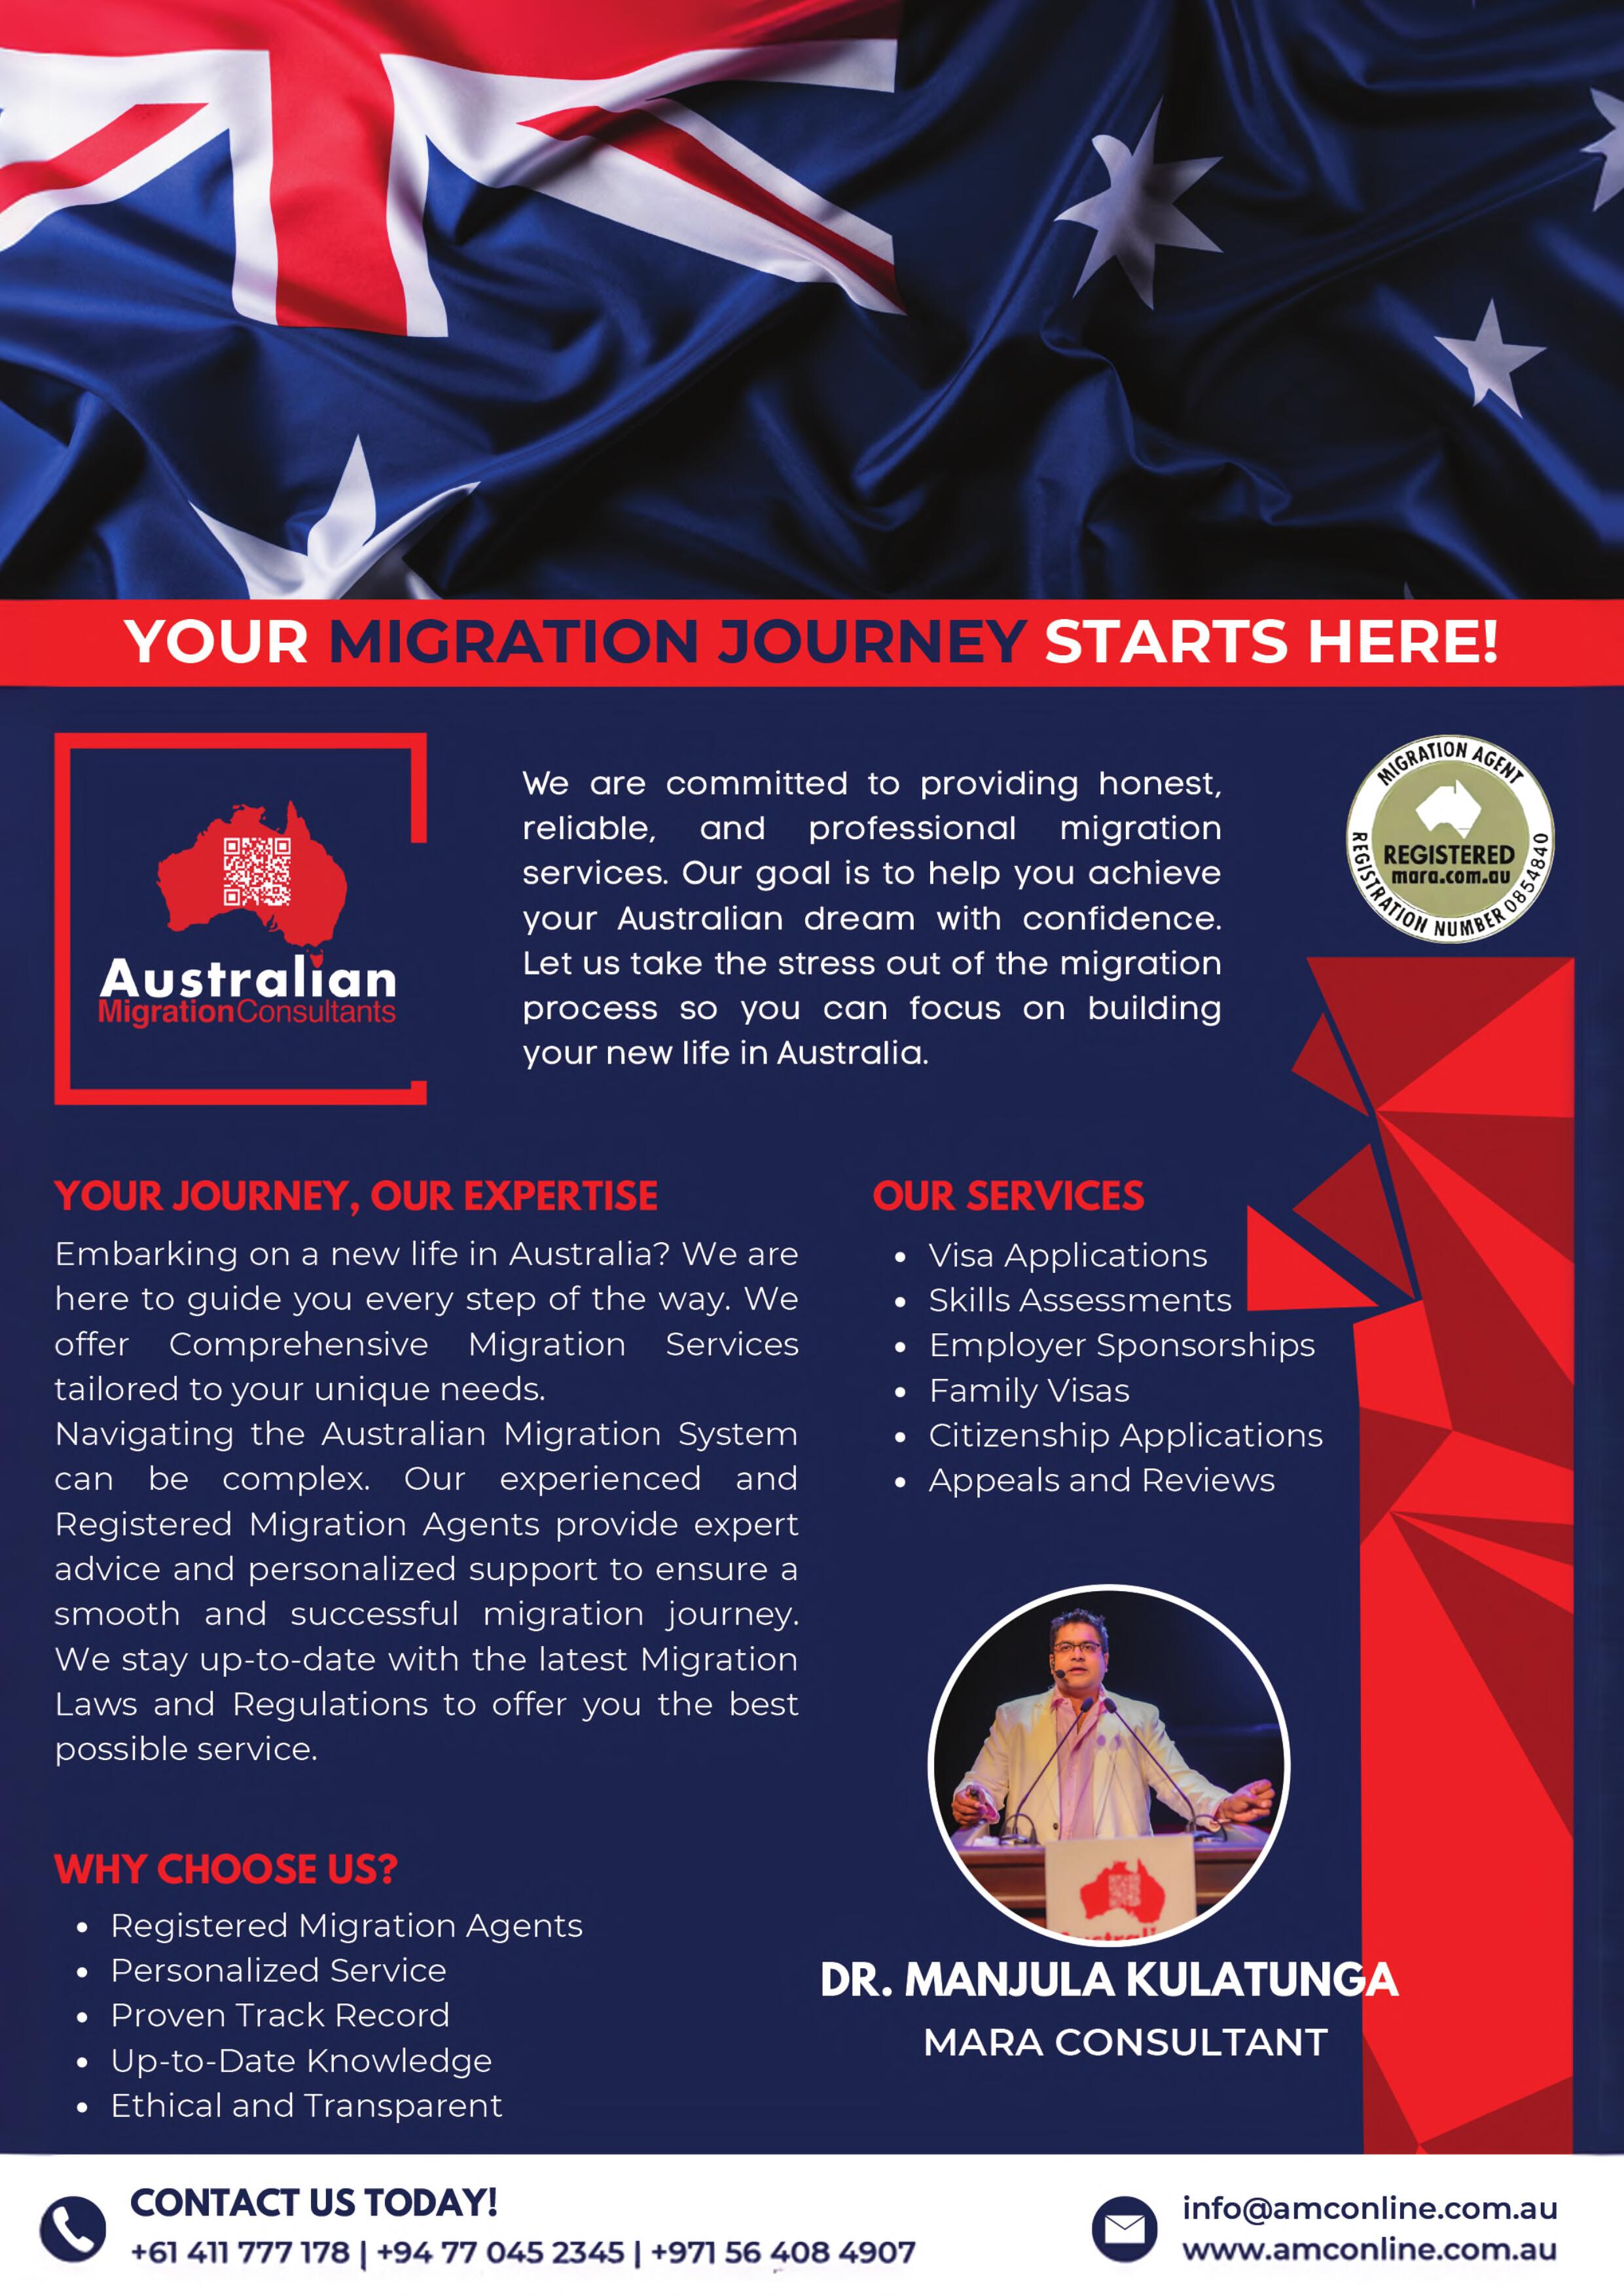 YOUR MIGRATION JOURNEY STARTS HERE!
Australian
MigrationConsultants
We are committed to providing honest,
reliable, and professional migration
services. Our goal is to help you achieve
your Australian dream with confidence.
Let us take the stress out of the migration
process so you can focus on building
your new life in Australia.
MIGRATION AGENT
REGISTERED
mara.com.au
REGISTRATION NUMBER 0854840
YOUR JOURNEY, OUR EXPERTISE
Embarking on a new life in Australia? We are
here to guide you every step of the way. We
offer Comprehensive Migration Services
tailored to your unique needs.
Navigating the Australian Migration System
can be complex. Our experienced and
Registered Migration Agents provide expert
advice and personalized support to ensure a
smooth and successful migration journey.
We stay up-to-date with the latest Migration
Laws and Regulations to offer you the best
possible service.
OUR SERVICES
• Visa Applications
• Skills Assessments
• Employer Sponsorships
• Family Visas
• Citizenship Applications
• Appeals and Reviews
WHY CHOOSE US?
• Registered Migration Agents
• Personalized Service
• Proven Track Record
• Up-to-Date Knowledge
• Ethical and Transparent
DR. MANJULA KULATUNGA
MARA CONSULTANT
CONTACT US TODAY!
+61 411 777 178 | +94 77 045 2345 | +971 56 408 4907
info@amconline.com.au
www.amconline.com.au